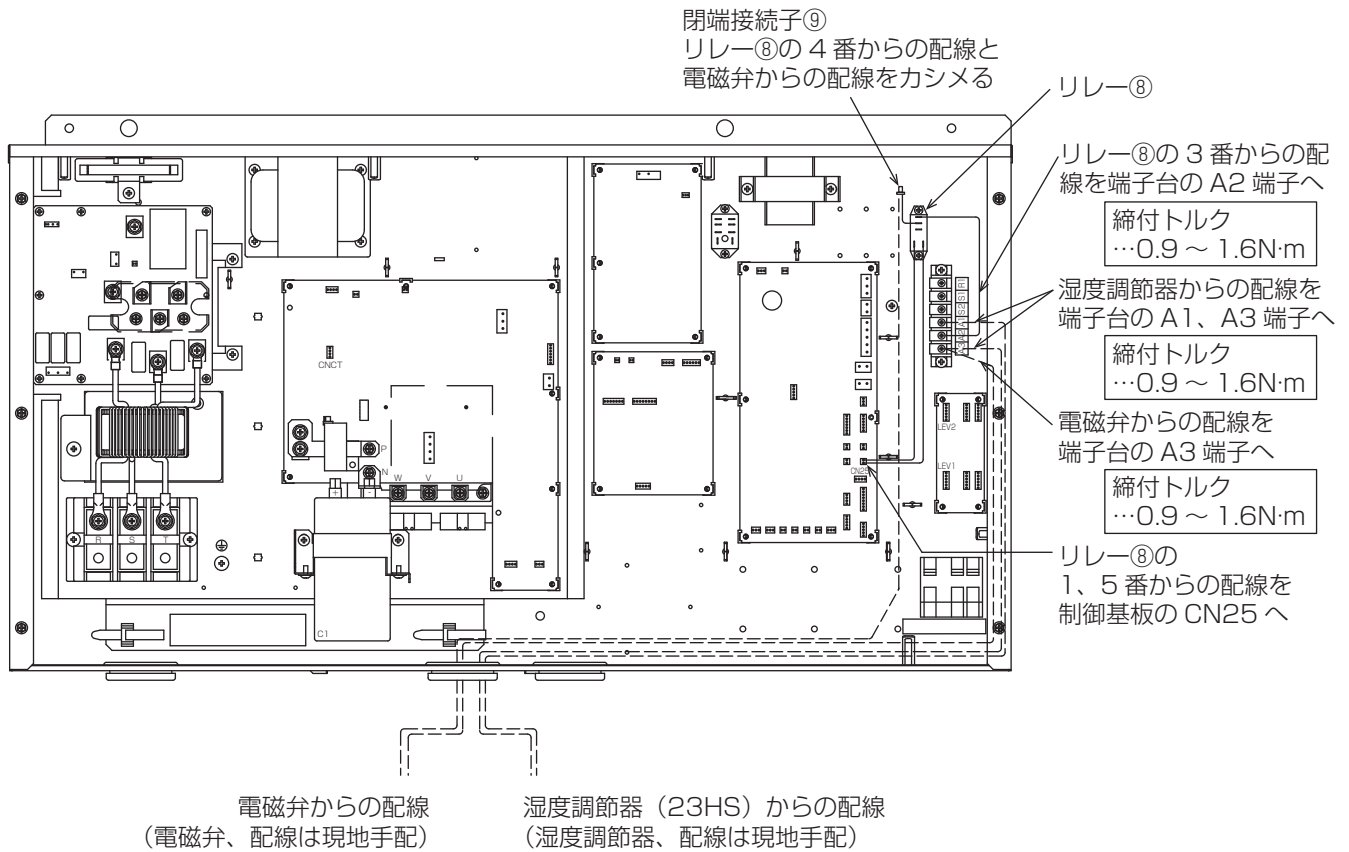 閉端接続子⑨
リレー⑧の 4 番からの配線と
電磁弁からの配線をカシメる
リレー⑧
リレー⑧の 3 番からの配
線を端子台の A2 端子へ
締付トルク
…0.9 ～ 1.6N·m
湿度調節器からの配線を
端子台の A1、A3 端子へ
締付トルク
…0.9 ～ 1.6N·m
電磁弁からの配線を
端子台の A3 端子へ
締付トルク
…0.9 ～ 1.6N·m
リレー⑧の
1、5 番からの配線を
制御基板の CN25 へ
R1
S1
S2
A1
A2
A3
CNCT
P
N
W V U
R S T
C1
CN25
LEV2
LEV1
電磁弁からの配線
（電磁弁、配線は現地手配）
湿度調節器（23HS）からの配線
（湿度調節器、配線は現地手配）